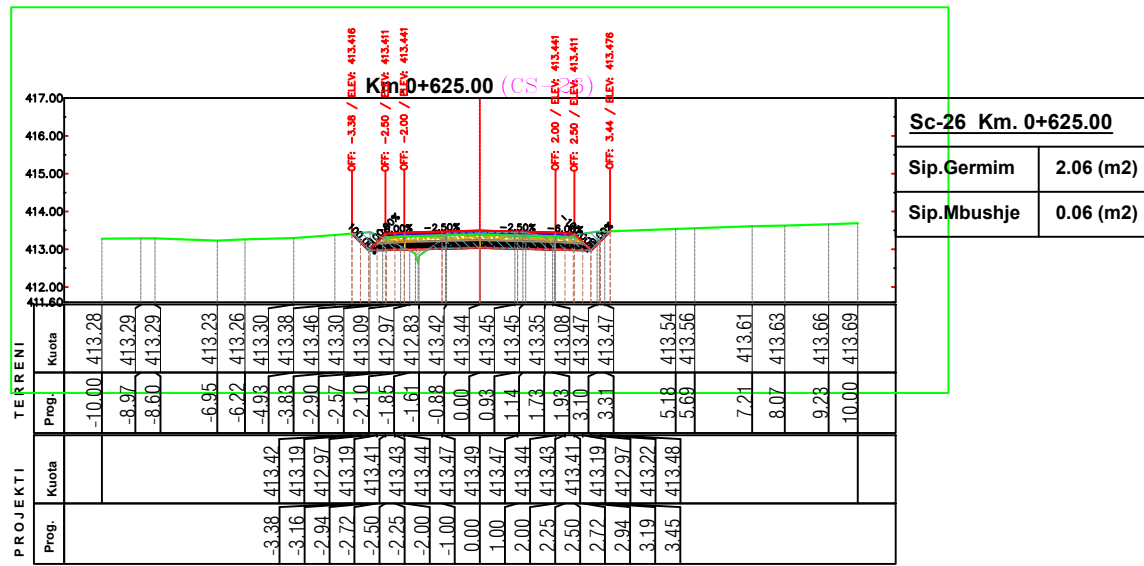 OFF: -3.38 / ELEV: 413.416
OFF: -2.50 / ELEV: 413.411
OFF: -2.00 / ELEV: 413.441
OFF: 2.00 / ELEV: 413.441
OFF: 2.50 / ELEV: 413.411
OFF: 3.44 / ELEV: 413.476
Km.0+625.00 (CS-26)
417.00
416.00
415.00
414.00
413.00
412.00
411.60
-2.50% -2.50% -6.00%
Sc-26 Km. 0+625.00
Sip.Germim 2.06 (m2)
Sip.Mbushje 0.06 (m2)
TERRENI
Kuota 413.28 413.29 413.29 413.23 413.26 413.30 413.38 413.46 413.30 413.09 412.97 412.83 413.42 413.44 413.45 413.45 413.35 413.08 413.47 413.47 413.54 413.56 413.61 413.63 413.66 413.69
Prog. -10.000 -8.97 -8.60 -6.95 -6.22 -4.93 -3.83 -2.90 -2.57 -2.10 -1.85 -1.61 -0.88 0.00 0.93 1.14 1.73 1.93 3.10 3.31 5.18 5.69 7.21 8.07 9.23 10.00
PROJEKTI
Kuota 413.42 413.19 412.97 413.19 413.41 413.43 413.44 413.47 413.49 413.47 413.44 413.43 413.41 413.19 412.97 413.22 413.48
Prog. -3.38 -3.16 -2.94 -2.72 -2.50 -2.25 -2.00 -1.00 0.00 1.00 2.00 2.25 2.50 2.72 2.94 3.19 3.45